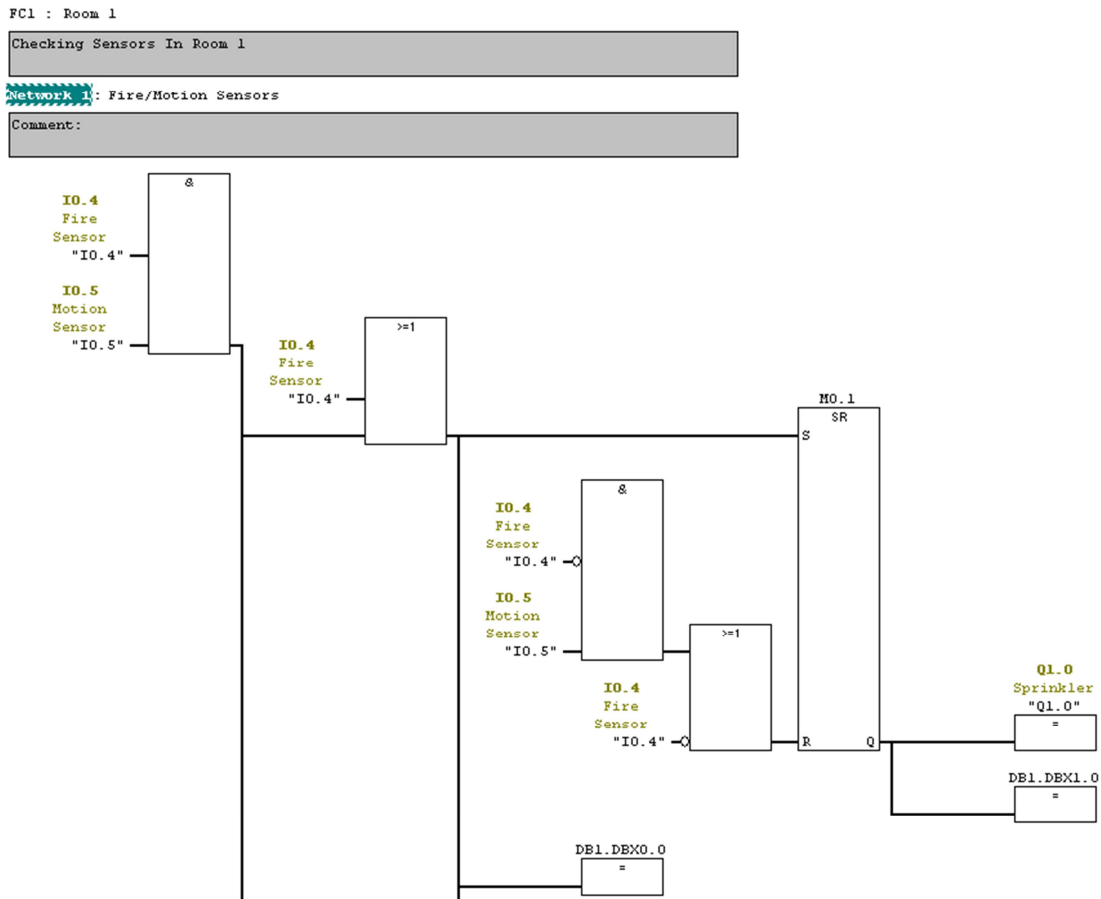 FC1 : Room 1
Checking Sensors In Room 1
Network 1: Fire/Motion Sensors
Comment:
&
I0.4
Fire
Sensor
"I0.4"
I0.5
Motion
Sensor
"I0.5"
>=1
I0.4
Fire
Sensor
"I0.4"
M0.1
SR
S
&
I0.4
Fire
Sensor
"I0.4"
I0.5
Motion
Sensor
"I0.5"
>=1
I0.4
Fire
Sensor
"I0.4"
R Q
Q1.0
Sprinkler
"Q1.0"
=
DB1.DBX1.0
=
DB1.DBX0.0
=